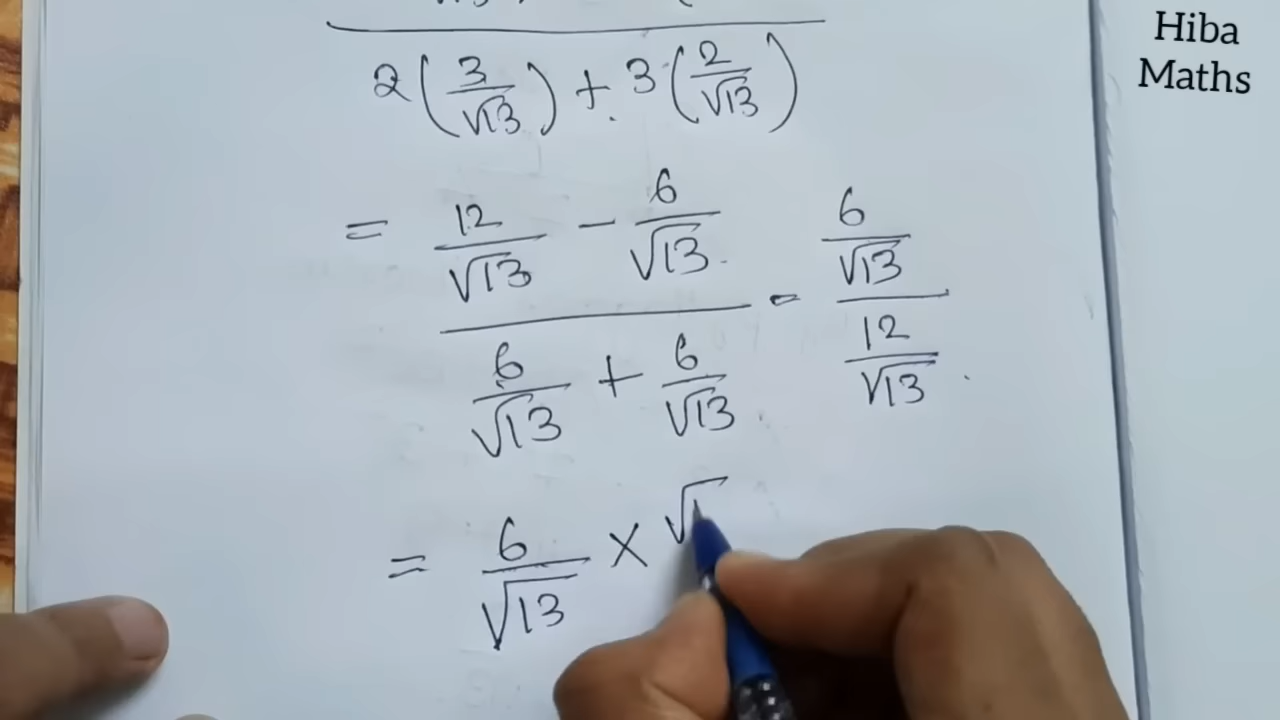 Hiba
Maths
2(3/√13) + 3(2/√13)
= (12/√13 − 6/√13)/(6/√13 + 6/√13) = (6/√13)/(12/√13)
= 6/√13 × √